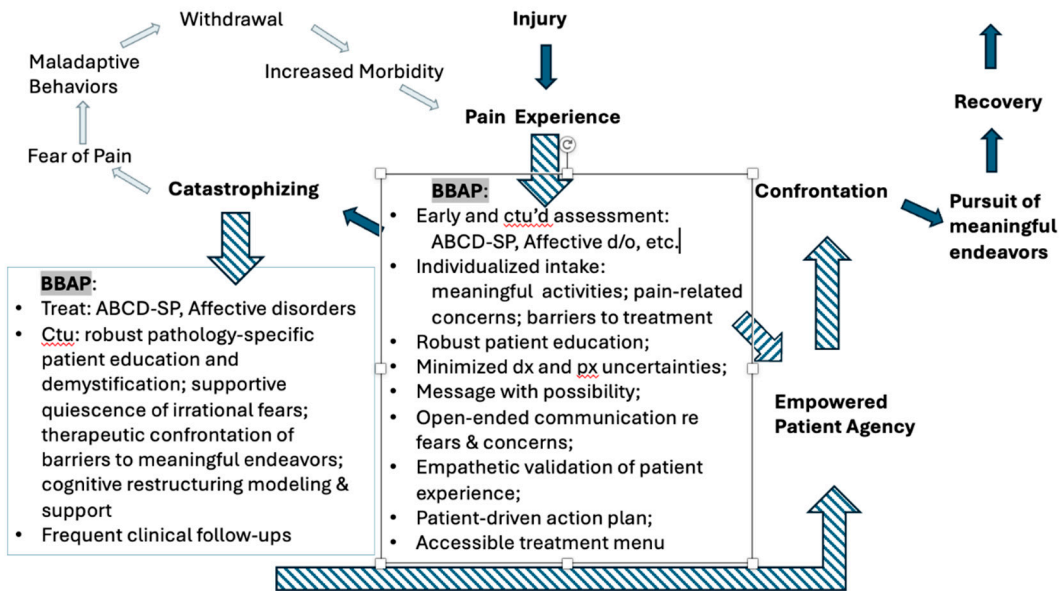 Withdrawal
Injury
Maladaptive
Behaviors
Increased Morbidity
Recovery
Pain Experience
Fear of Pain
Catastrophizing
Confrontation
Pursuit of
meaningful
endeavors
BBAP:
• Treat: ABCD-SP, Affective disorders
• Ctu: robust pathology-specific
patient education and
demystification; supportive
quiescence of irrational fears;
therapeutic confrontation of
barriers to meaningful endeavors;
cognitive restructuring modeling &
support
• Frequent clinical follow-ups
BBAP:
• Early and ctu'd assessment:
ABCD-SP, Affective d/o, etc.
• Individualized intake:
meaningful activities; pain-related
concerns; barriers to treatment
• Robust patient education;
• Minimized dx and px uncertainties;
• Message with possibility;
• Open-ended communication re
fears & concerns;
• Empathetic validation of patient
experience;
• Patient-driven action plan;
• Accessible treatment menu
Empowered
Patient Agency